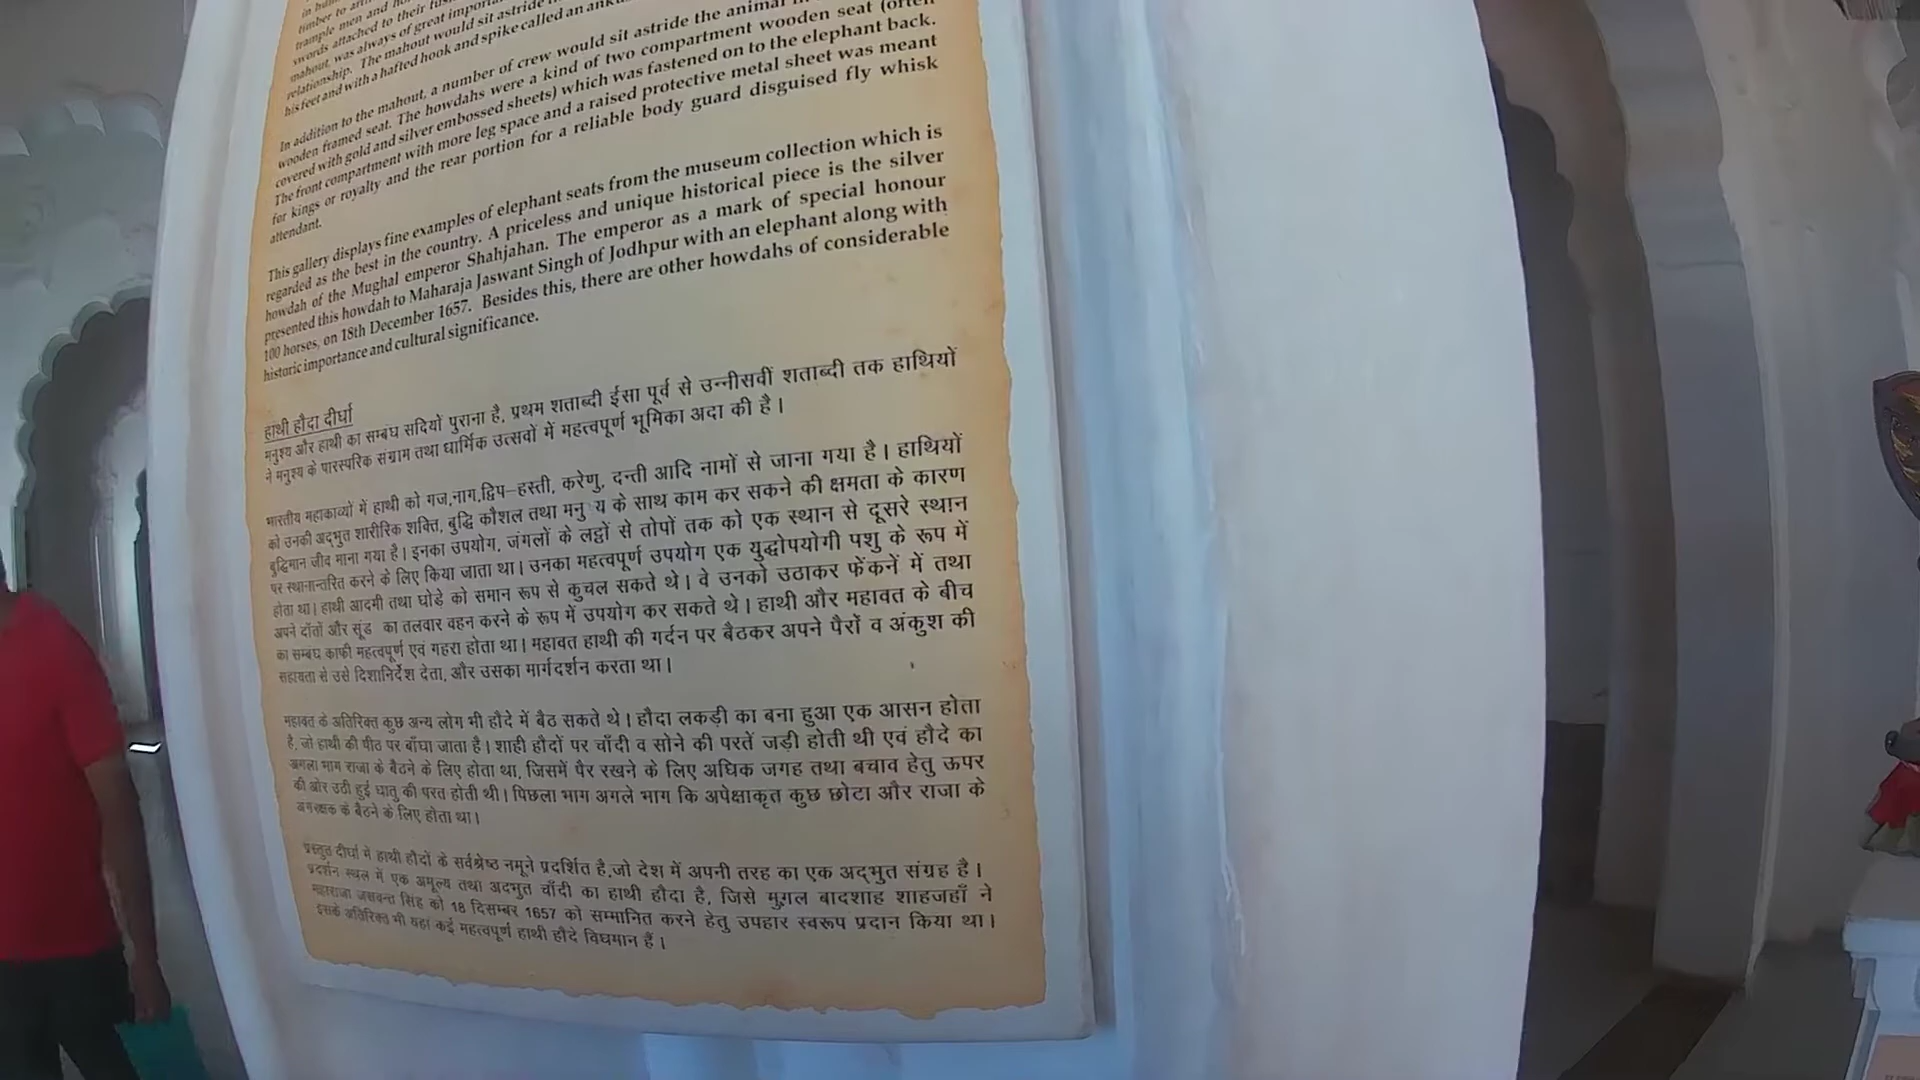 timber to
trample men and
swords attached to their
mahout, was always of great
relationship. The mahout would sit astride
his feet and with a hafted hook and spike called an
In addition to the mahout, a number of crew would sit astride the animal in
wooden framed seat. The howdahs were a kind of two compartment wooden seat (often
covered with gold and silver embossed sheets) which was fastened on to the elephant back.
The front compartment with more leg space and a raised protective metal sheet was meant
for kings or royalty and the rear portion for a reliable body guard disguised fly whisk
attendant.
This gallery displays fine examples of elephant seats from the museum collection which is
regarded as the best in the country. A priceless and unique historical piece is the silver
howdah of the Mughal emperor Shahjahan. The emperor as a mark of special honour
presented this howdah to Maharaja Jaswant Singh of Jodhpur with an elephant along with
100 horses, on 18th December 1657. Besides this, there are other howdahs of considerable
historic importance and cultural significance.
हाथी हौदा दीर्घा
मनुश्य और हाथी का सम्बंध सदियों पुराना है, प्रथम शताब्दी ईसा पूर्व से उन्नीसवीं शताब्दी तक हाथियों
ने मनुश्य के पारस्परिक संग्राम तथा धार्मिक उत्सवों में महत्वपूर्ण भूमिका अदा की है।
भारतीय महाकाव्यों में हाथी को गज,नाग,द्विप–हस्ती, करेणु, दन्ती आदि नामों से जाना गया है। हाथियों
को उनकी अद्भुत शारीरिक शक्ति, बुद्धि कौशल तथा मनु य के साथ काम कर सकने की क्षमता के कारण
बुद्धिमान जीव माना गया है। इनका उपयोग, जंगलों के लट्ठों से तोपों तक को एक स्थान से दूसरे स्थान
पर स्थानान्तरित करने के लिए किया जाता था। उनका महत्वपूर्ण उपयोग एक युद्धोपयोगी पशु के रूप में
होता था। हाथी आदमी तथा घोड़े को समान रूप से कुचल सकते थे। वे उनको उठाकर फेंकनें में तथा
अपने दाँतों और सूंड का तलवार वहन करने के रूप में उपयोग कर सकते थे। हाथी और महावत के बीच
का सम्बंध काफी महत्वपूर्ण एवं गहरा होता था। महावत हाथी की गर्दन पर बैठकर अपने पैरों व अंकुश की
सहायता से उसे दिशानिर्देश देता, और उसका मार्गदर्शन करता था।
महावत के अतिरिक्त कुछ अन्य लोग भी हौदे में बैठ सकते थे। हौदा लकड़ी का बना हुआ एक आसन होता
है, जो हाथी की पीठ पर बाँधा जाता है। शाही हौदों पर चाँदी व सोने की परतें जड़ी होती थी एवं हौदे का
अगला भाग राजा के बैठने के लिए होता था, जिसमें पैर रखने के लिए अधिक जगह तथा बचाव हेतु ऊपर
की ओर उठी हुई धातु की परत होती थी। पिछला भाग अगले भाग कि अपेक्षाकृत कुछ छोटा और राजा के
अंगरक्षक के बैठने के लिए होता था।
प्रस्तुत दीर्घा में हाथी हौदों के सर्वश्रेष्ठ नमूने प्रदर्शित है,जो देश में अपनी तरह का एक अद्भुत संग्रह है।
प्रदर्शन स्थल में एक अमूल्य तथा अदभुत चाँदी का हाथी हौदा है, जिसे मुग़ल बादशाह शाहजहाँ ने
महाराजा जसवन्त सिंह को 18 दिसम्बर 1657 को सम्मानित करने हेतु उपहार स्वरूप प्रदान किया था।
इसके अतिरिक्त भी यहां कई महत्वपूर्ण हाथी हौदे विद्यमान हैं।